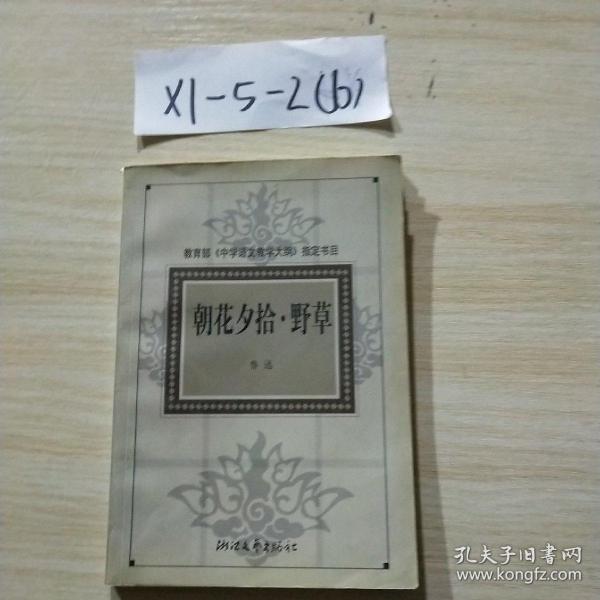 X1-5-2(6)
教育部《中学语文教学大纲》指定书目
朝花夕拾·野草
鲁迅
浙江文艺出版社
孔夫子旧书网
www.kongfz.com